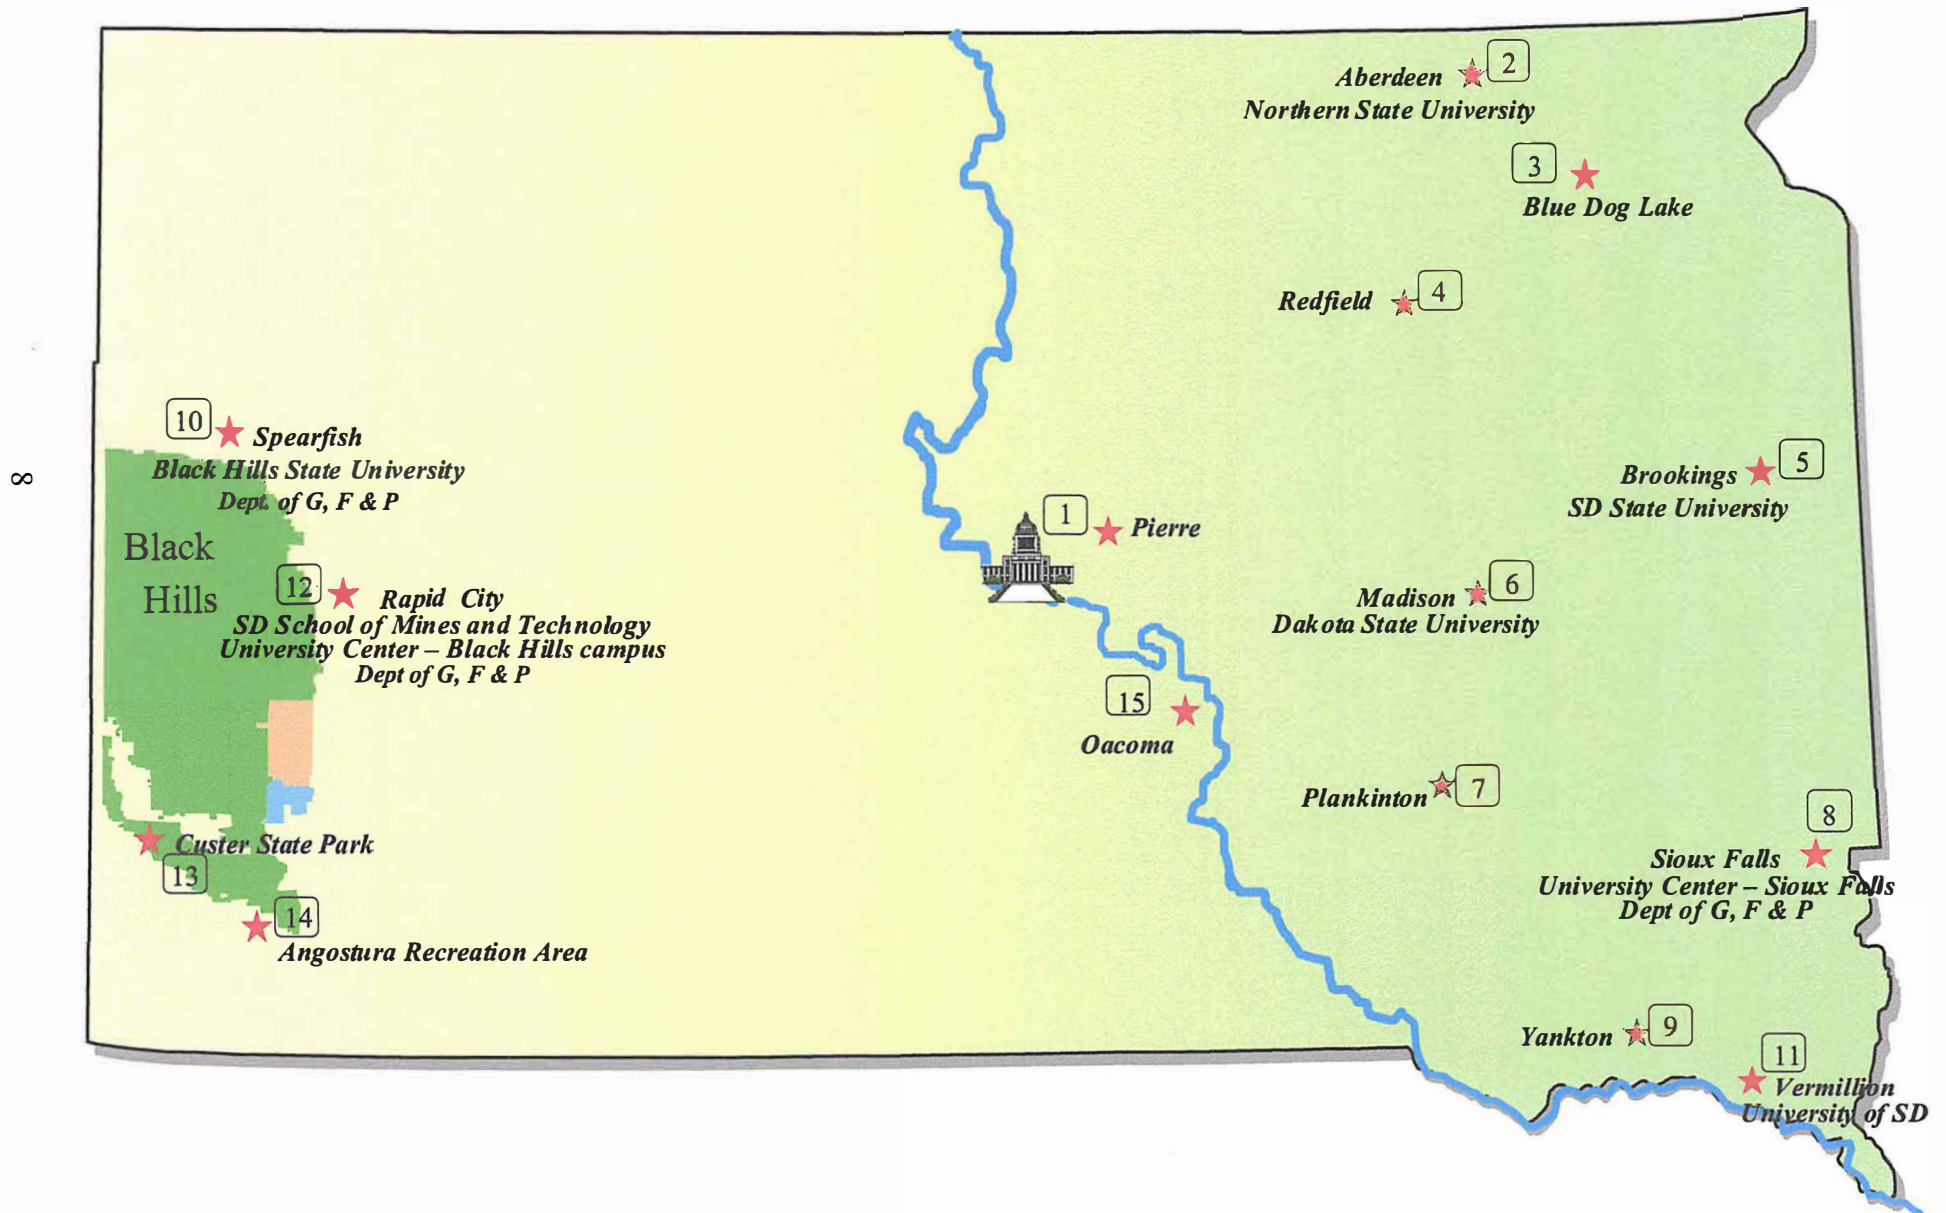 2
Aberdeen
Northern State University
3
Blue Dog Lake
4
Redfield
10
Spearfish
Black Hills State University
Dept. of G, F & P
5
Brookings
SD State University
8
1
Pierre
Black
Hills
12
Rapid City
SD School of Mines and Technology
University Center – Black Hills campus
Dept of G, F & P
6
Madison
Dakota State University
15
Oacoma
7
Plankinton
8
Sioux Falls
University Center – Sioux Falls
Dept of G, F & P
Custer State Park
13
14
Angostura Recreation Area
9
Yankton
11
Vermillion
University of SD